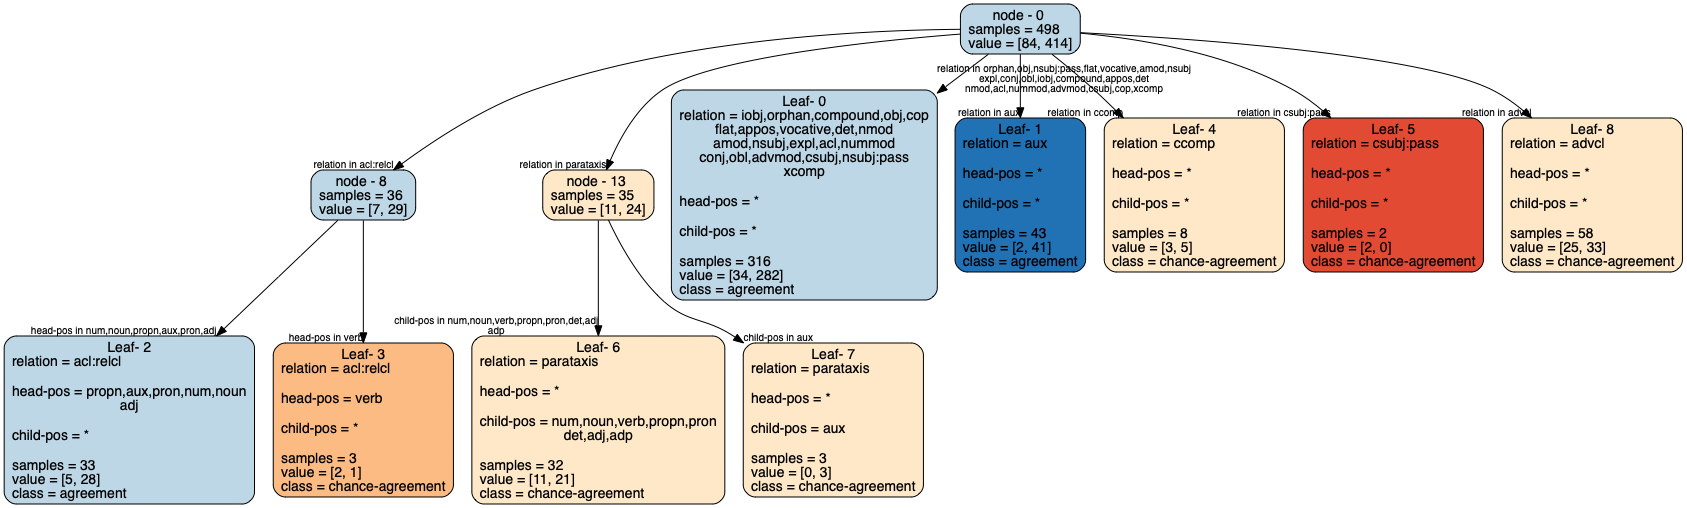 node - 0
samples = 498
value = [84, 414]
relation in orphan,obj,nsubj:pass,flat,vocative,amod,nsubj
expl,conj,obl,iobj,compound,appos,det
nmod,acl,nummod,advmod,csubj,cop,xcomp
relation in aux
relation in ccomp
relation in csubj:pass
relation in advcl
relation in acl:relcl
relation in parataxis
Leaf- 0
relation = iobj,orphan,compound,obj,cop
flat,appos,vocative,det,nmod
amod,nsubj,expl,acl,nummod
conj,obl,advmod,csubj,nsubj:pass
xcomp
head-pos = *
child-pos = *
samples = 316
value = [34, 282]
class = agreement
Leaf- 1
relation = aux
head-pos = *
child-pos = *
samples = 43
value = [2, 41]
class = agreement
Leaf- 4
relation = ccomp
head-pos = *
child-pos = *
samples = 8
value = [3, 5]
class = chance-agreement
Leaf- 5
relation = csubj:pass
head-pos = *
child-pos = *
samples = 2
value = [2, 0]
class = chance-agreement
Leaf- 8
relation = advcl
head-pos = *
child-pos = *
samples = 58
value = [25, 33]
class = chance-agreement
node - 8
samples = 36
value = [7, 29]
node - 13
samples = 35
value = [11, 24]
head-pos in num,noun,propn,aux,pron,adj
head-pos in verb
child-pos in num,noun,verb,propn,pron,det,adj
adp
child-pos in aux
Leaf- 2
relation = acl:relcl
head-pos = propn,aux,pron,num,noun
adj
child-pos = *
samples = 33
value = [5, 28]
class = agreement
Leaf- 3
relation = acl:relcl
head-pos = verb
child-pos = *
samples = 3
value = [2, 1]
class = chance-agreement
Leaf- 6
relation = parataxis
head-pos = *
child-pos = num,noun,verb,propn,pron
det,adj,adp
samples = 32
value = [11, 21]
class = chance-agreement
Leaf- 7
relation = parataxis
head-pos = *
child-pos = aux
samples = 3
value = [0, 3]
class = chance-agreement